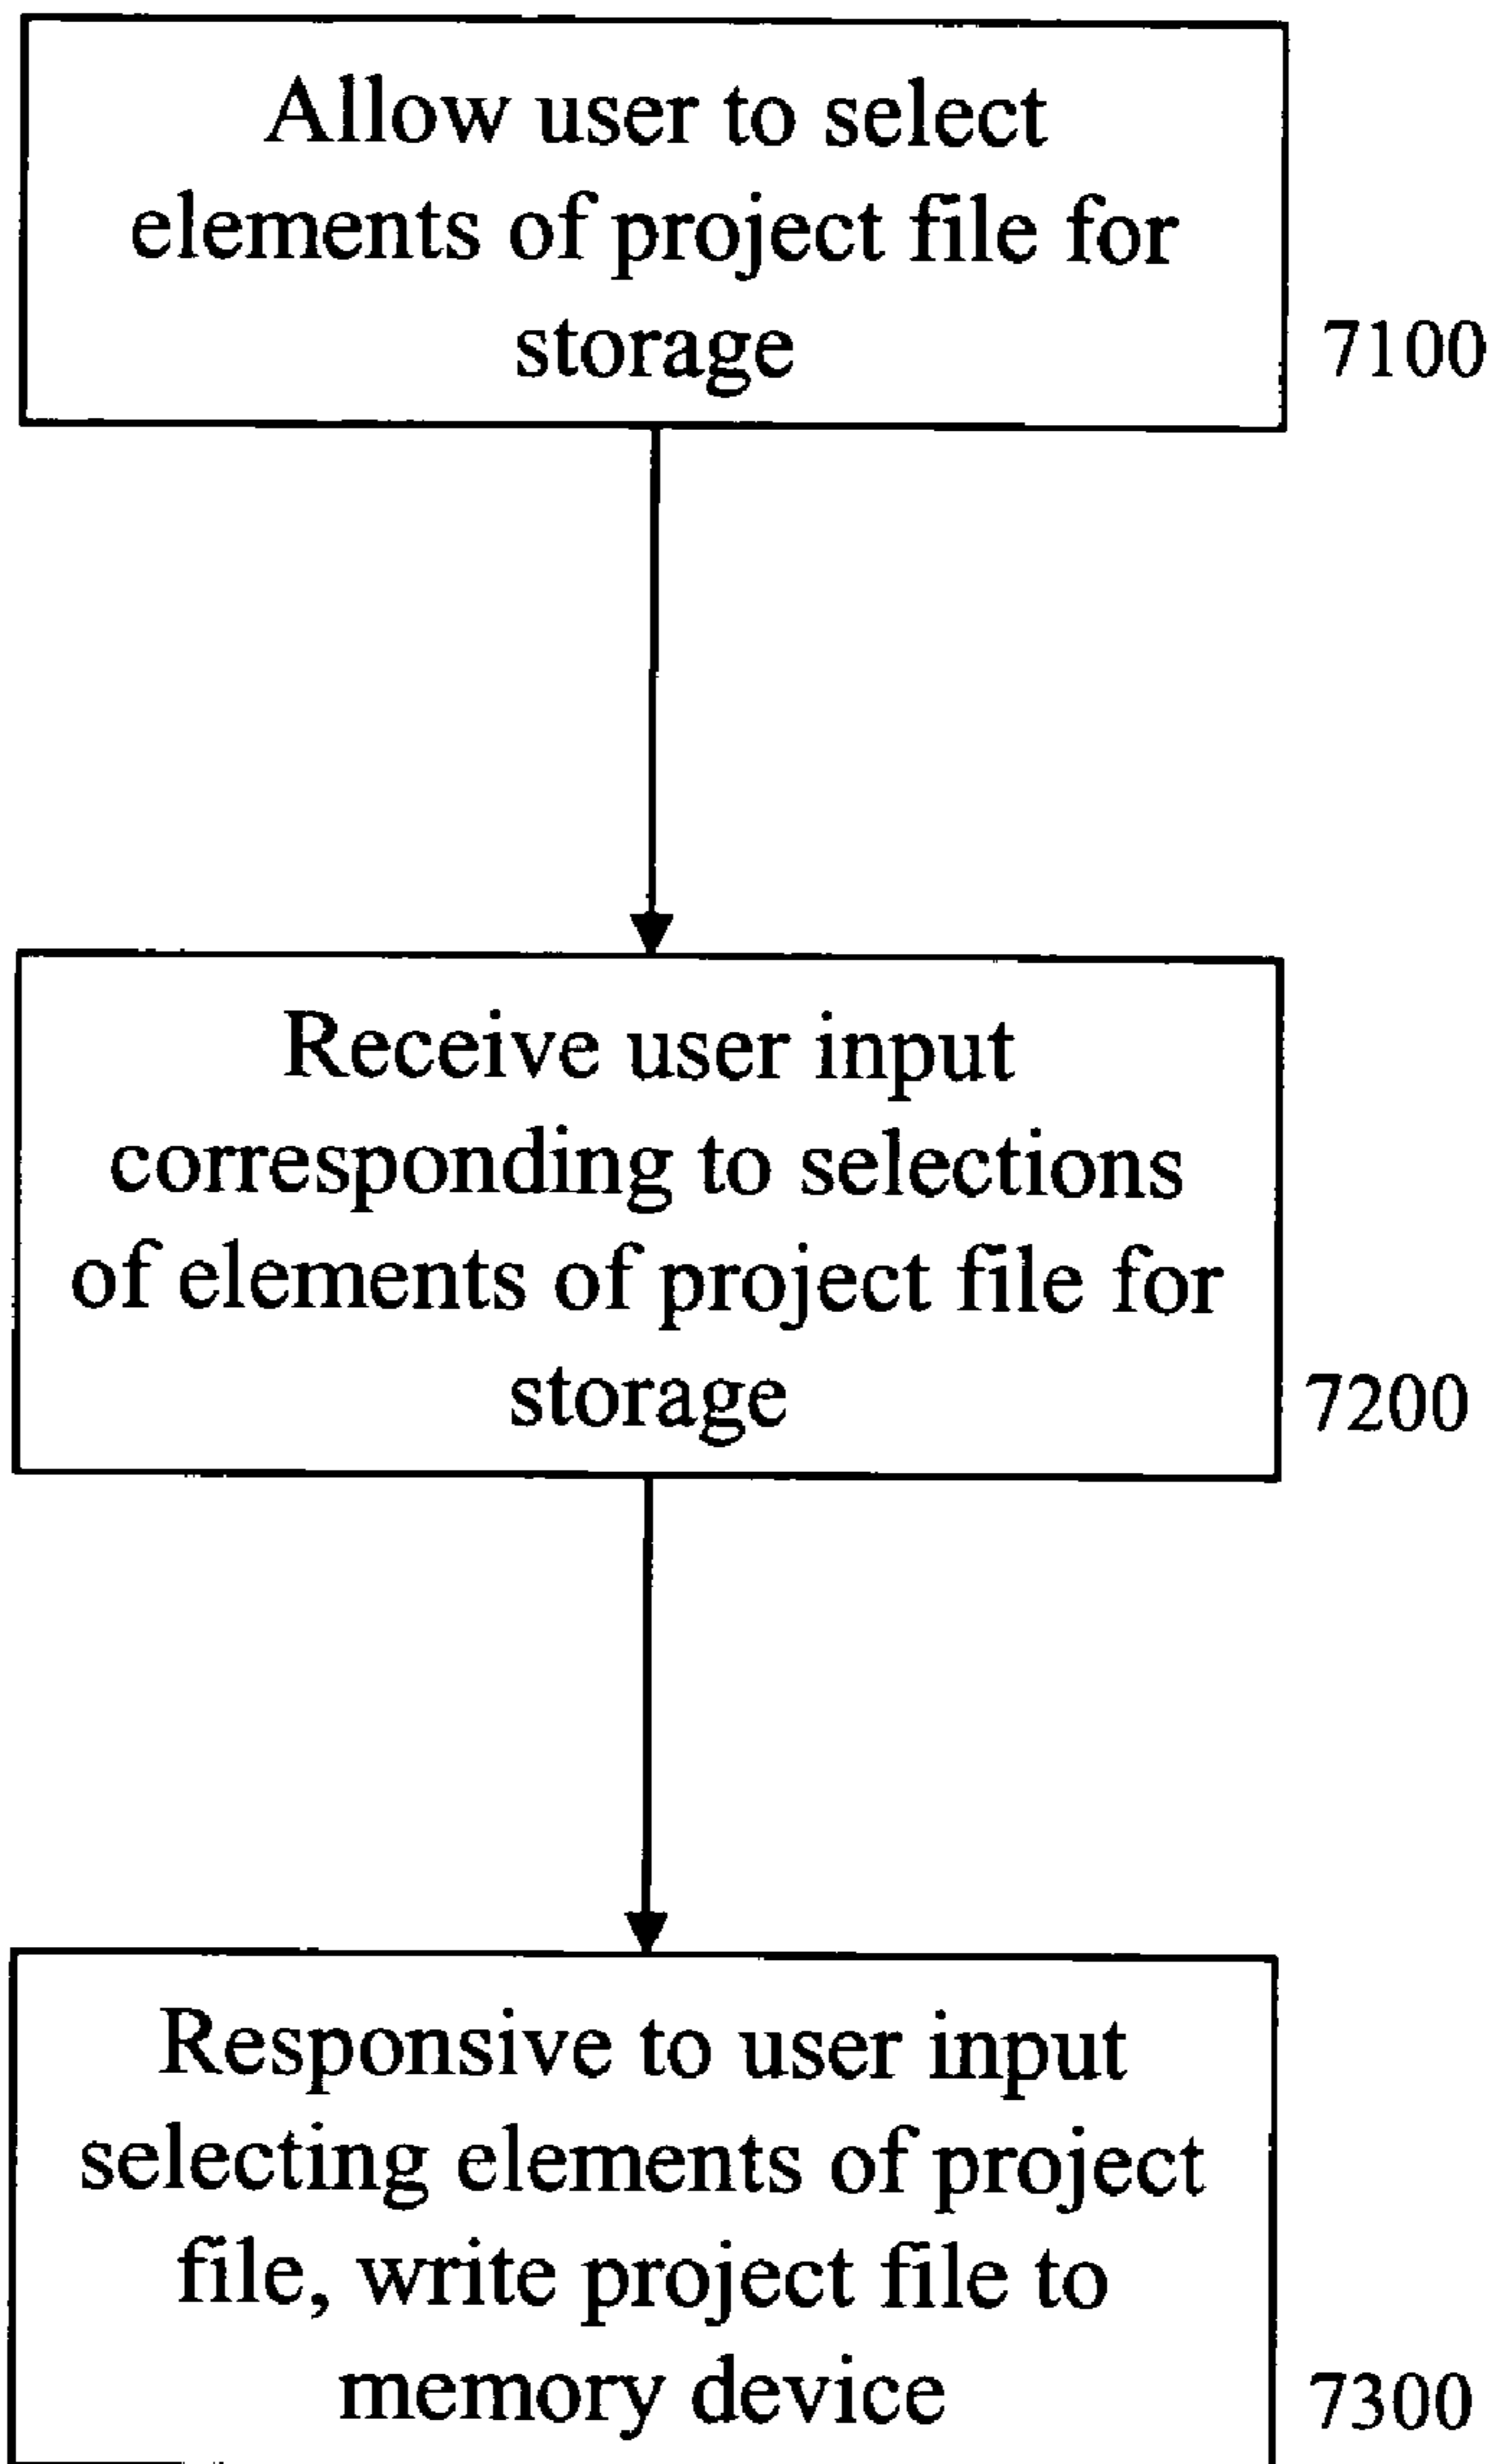 Allow user to select
elements of project file for
storage
7100
Receive user input
corresponding to selections
of elements of project file for
storage
7200
Responsive to user input
selecting elements of project
file, write project file to
memory device
7300